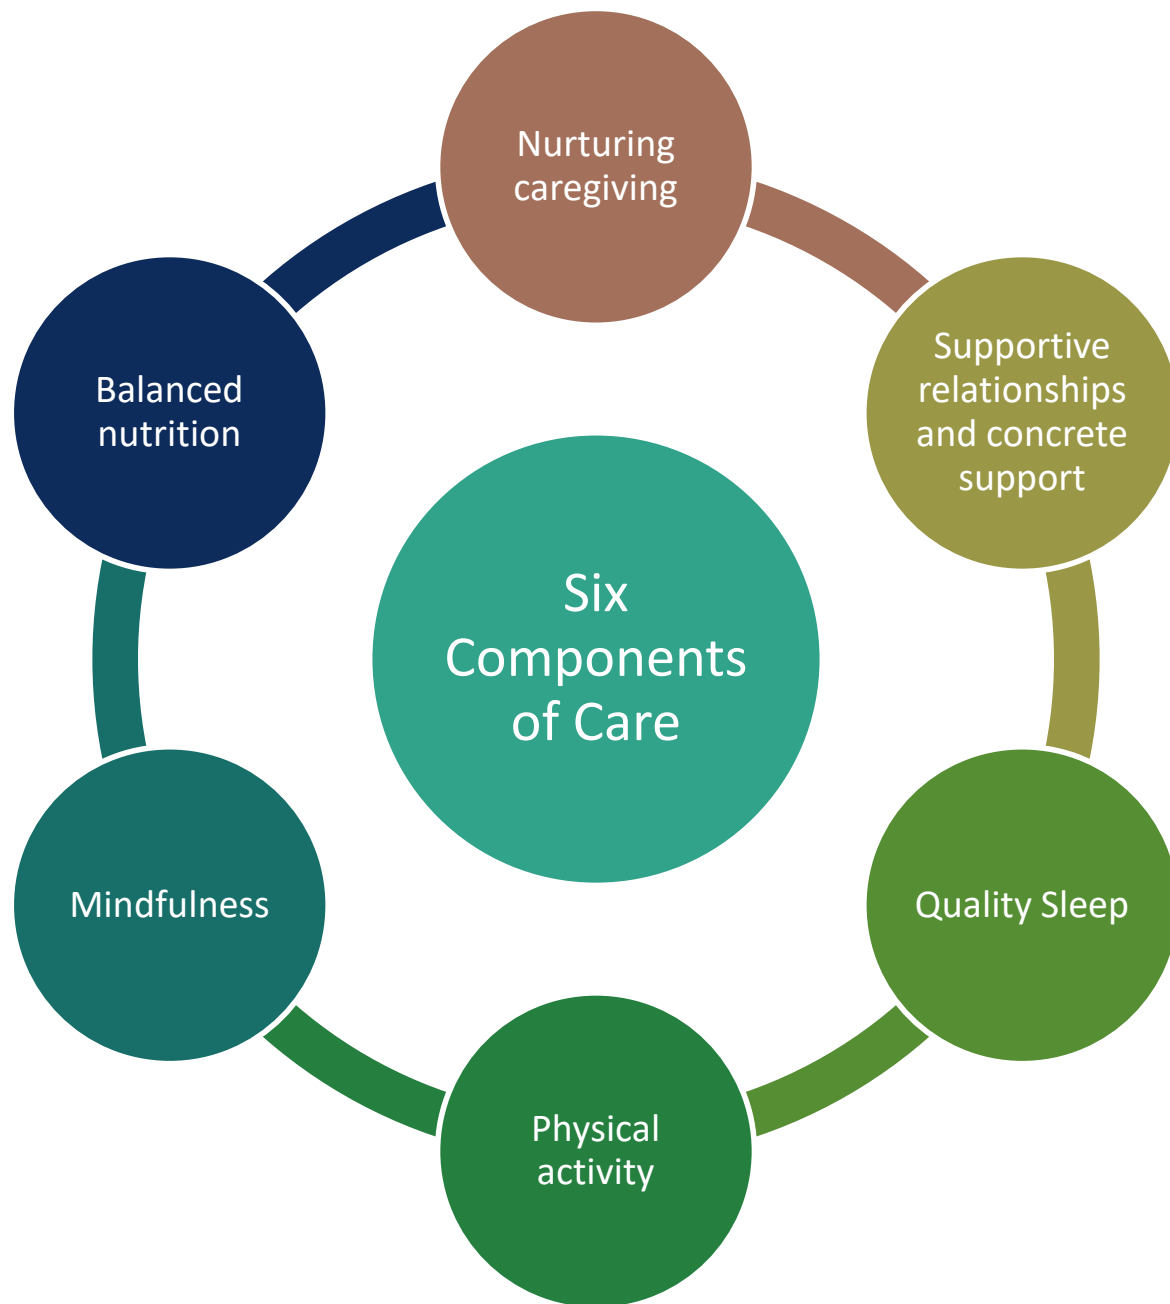 Nurturing
caregiving
Supportive
relationships
and concrete
support
Quality Sleep
Physical
activity
Mindfulness
Balanced
nutrition
Six
Components
of Care